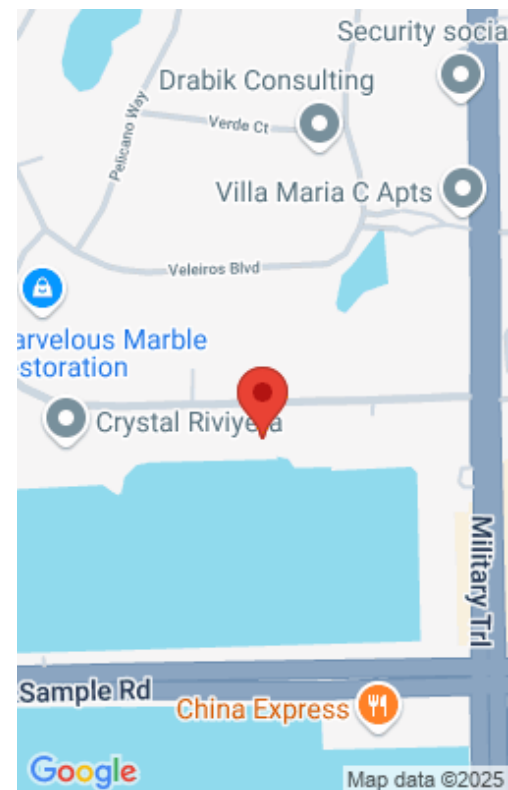 Security socia
Drabik Consulting
Pelicano Way
Verde Ct
Villa Maria C Apts
Veleiros Blvd
arvelous Marble
storation
Crystal Riviyera
Military Trl
Sample Rd
China Express
Google
Map data ©2025